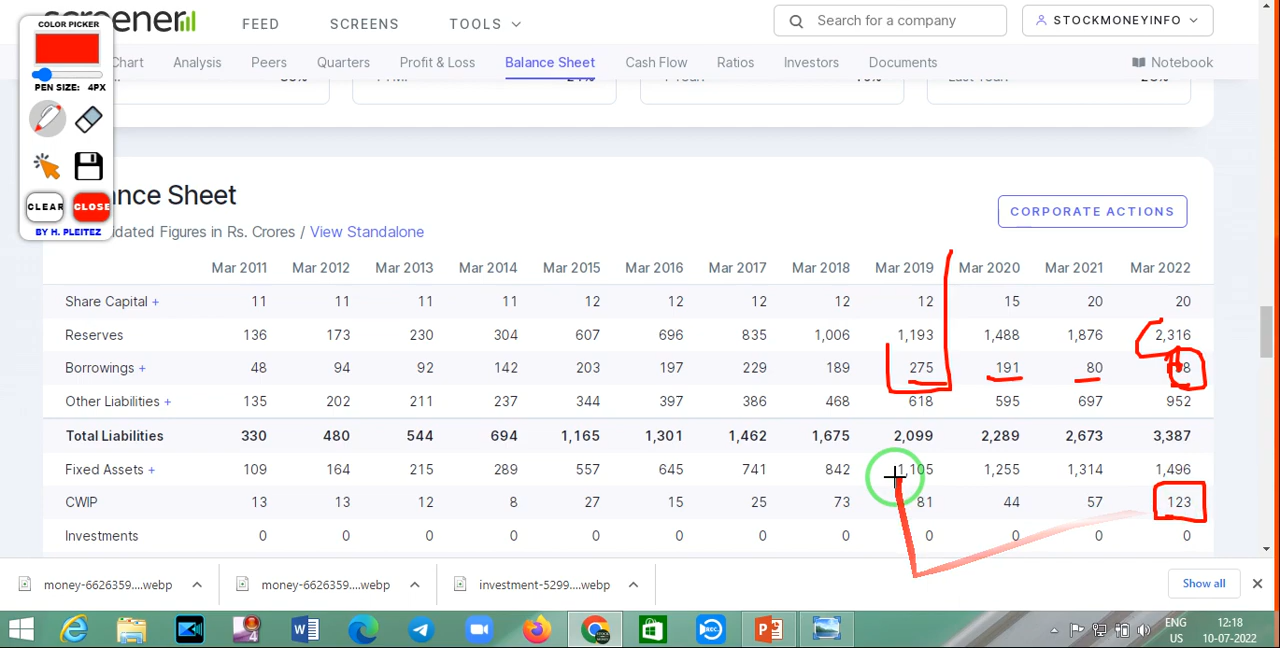 COLOR PICKER
PEN SIZE: 4PX
CLEAR CLOSE
BY H. PLEITEZ
screener FEED SCREENS TOOLS Search for a company STOCKMONEYINFO
Chart Analysis Peers Quarters Profit & Loss Balance Sheet Cash Flow Ratios Investors Documents Notebook
Balance Sheet
CORPORATE ACTIONS
Figures in Rs. Crores / View Standalone
Mar 2011 Mar 2012 Mar 2013 Mar 2014 Mar 2015 Mar 2016 Mar 2017 Mar 2018 Mar 2019 Mar 2020 Mar 2021 Mar 2022
Share Capital + 11 11 11 11 12 12 12 12 12 15 20 20
Reserves 136 173 230 304 607 696 835 1,006 1,193 1,488 1,876 2,316
Borrowings + 48 94 92 142 203 197 229 189 275 191 80
Other Liabilities + 135 202 211 237 344 397 386 468 618 595 697 952
Total Liabilities 330 480 544 694 1,165 1,301 1,462 1,675 2,099 2,289 2,673 3,387
Fixed Assets + 109 164 215 289 557 645 741 842 1,105 1,255 1,314 1,496
CWIP 13 13 12 8 27 15 25 73 81 44 57 123
Investments 0 0 0 0 0 0 0 0 0 0 0 0
money-6626359....webp money-6626359....webp investment-5299....webp Show all
ENG
US
12:18
10-07-2022